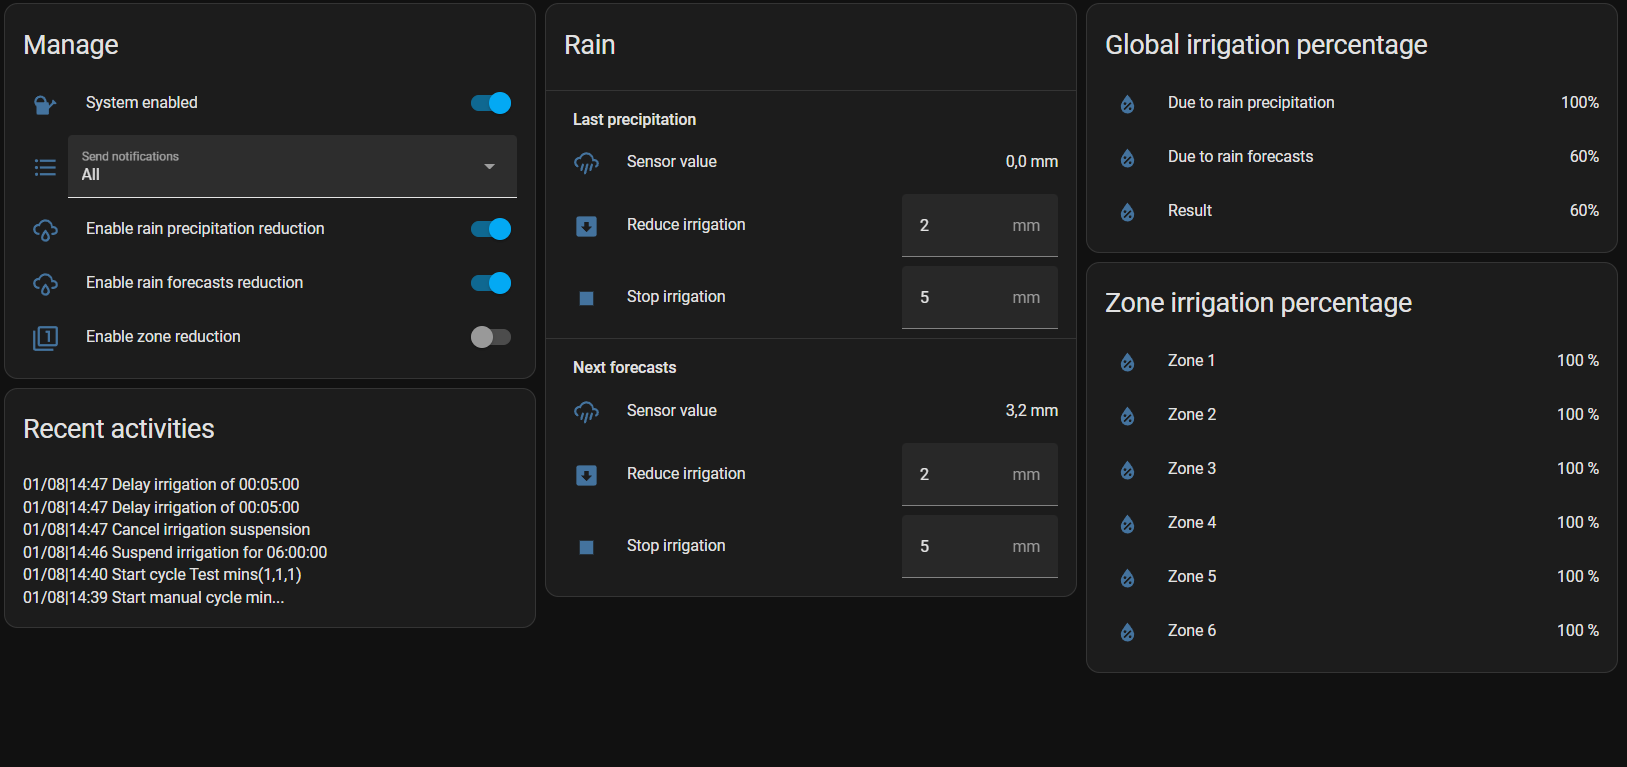 Manage
System enabled
Send notifications
All
Enable rain precipitation reduction
Enable rain forecasts reduction
1
Enable zone reduction
Recent activities
01/08|14:47 Delay irrigation of 00:05:00
01/08|14:47 Delay irrigation of 00:05:00
01/08|14:47 Cancel irrigation suspension
01/08|14:46 Suspend irrigation for 06:00:00
01/08|14:40 Start cycle Test mins(1,1,1)
01/08|14:39 Start manual cycle min...
Rain
Last precipitation
Sensor value 0,0 mm
Reduce irrigation 2 mm
Stop irrigation 5 mm
Next forecasts
Sensor value 3,2 mm
Reduce irrigation 2 mm
Stop irrigation 5 mm
Global irrigation percentage
Due to rain precipitation 100%
Due to rain forecasts 60%
Result 60%
Zone irrigation percentage
Zone 1 100 %
Zone 2 100 %
Zone 3 100 %
Zone 4 100 %
Zone 5 100 %
Zone 6 100 %